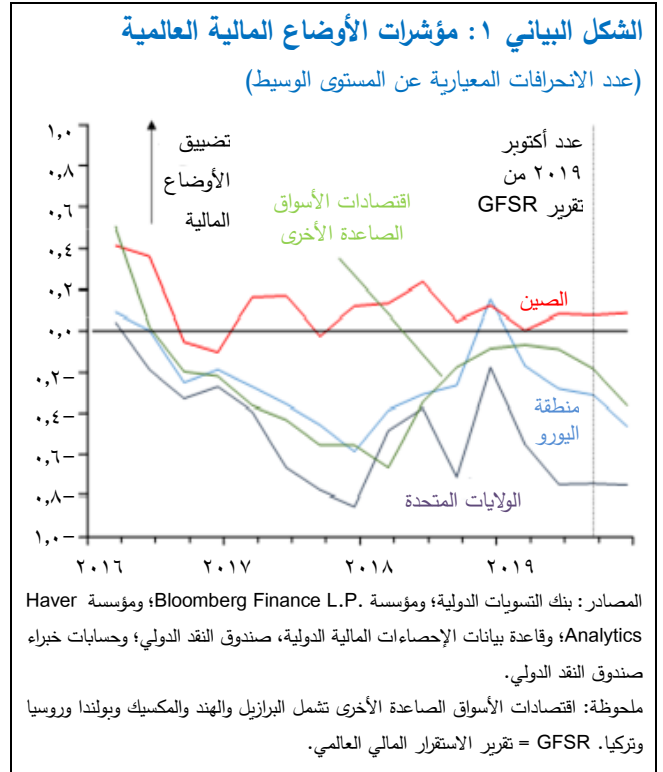 الشكل البياني ١: مؤشرات الأوضاع المالية العالمية
(عدد الانحرافات المعيارية عن المستوى الوسيط)
تضييق
الأوضاع
المالية
عدد أكتوبر
٢٠١٩ من
تقرير GFSR
اقتصادات الأسواق
الصاعدة الأخرى
الصين
منطقة
اليورو
الولايات المتحدة
١,٠
٠,٨
٠,٦
٠,٤
٠,٢
٠,٠
٠,٢–
٠,٤–
٠,٦–
٠,٨–
١,٠–
٢٠١٦
٢٠١٧
٢٠١٨
٢٠١٩
المصادر: بنك التسويات الدولية؛ ومؤسسة Bloomberg Finance L.P.؛ ومؤسسة Haver
Analytics؛ وقاعدة بيانات الإحصاءات المالية الدولية، صندوق النقد الدولي؛ وحسابات خبراء
صندوق النقد الدولي.
ملحوظة: اقتصادات الأسواق الصاعدة الأخرى تشمل البرازيل والهند والمكسيك وبولندا وروسيا
وتركيا. GFSR = تقرير الاستقرار المالي العالمي.